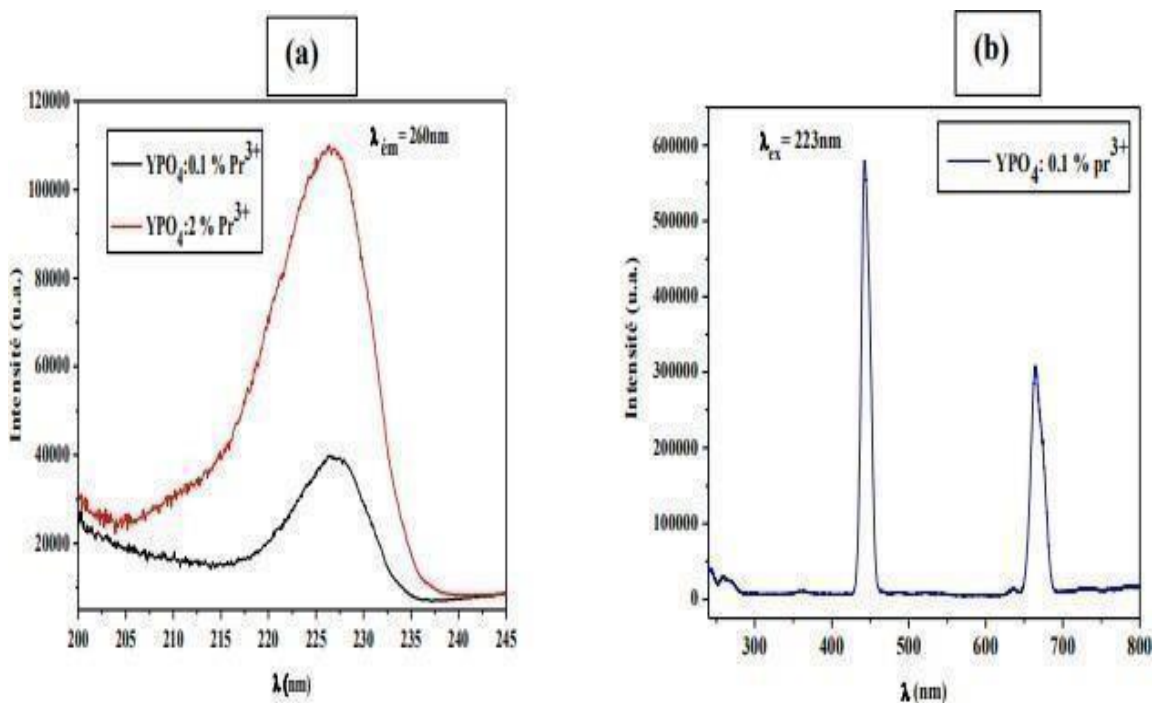 (a)
120000
100000
80000
60000
40000
20000
Intensité (u.a.)
YPO4:0.1 % Pr3+
YPO4:2 % Pr3+
λém = 260nm
200 205 210 215 220 225 230 235 240 245
λ (nm)
(b)
600000
500000
400000
300000
200000
100000
0
Intensité (u.a.)
λex = 223nm
YPO4: 0.1 % pr3+
300 400 500 600 700 800
λ (nm)